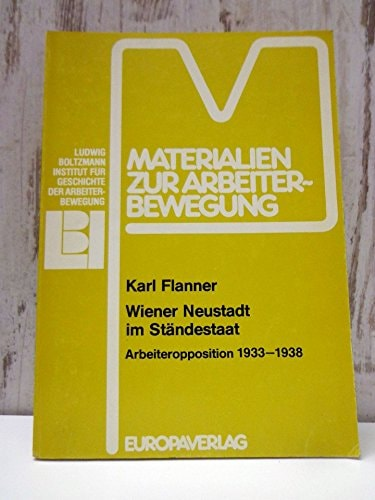 LUDWIG
BOLTZMANN
INSTITUT FÜR
GESCHICHTE
DER ARBEITER-
BEWEGUNG
LBI
MATERIALIEN
ZUR ARBEITER-
BEWEGUNG
Karl Flanner
Wiener Neustadt
im Ständestaat
Arbeiteropposition 1933–1938
EUROPAVERLAG